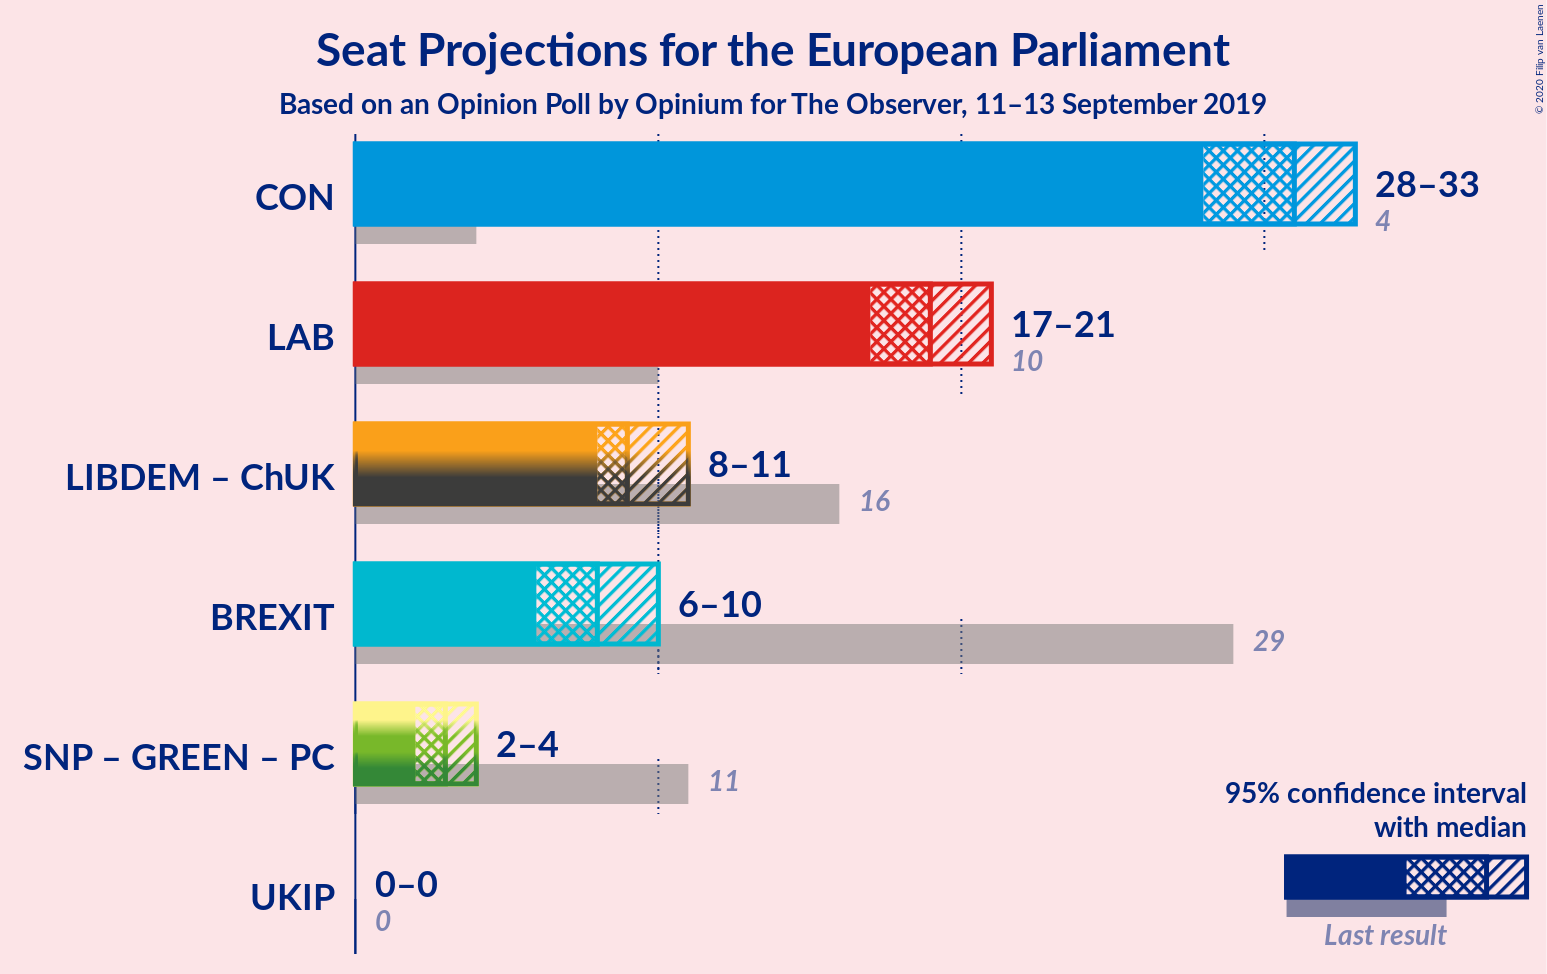 Seat Projections for the European Parliament
Based on an Opinion Poll by Opinium for The Observer, 11–13 September 2019
© 2020 Filip van Laenen
CON
28–33
4
LAB
17–21
10
LIBDEM – ChUK
8–11
16
BREXIT
6–10
29
SNP – GREEN – PC
2–4
11
UKIP
0–0
0
95% confidence interval
with median
Last result